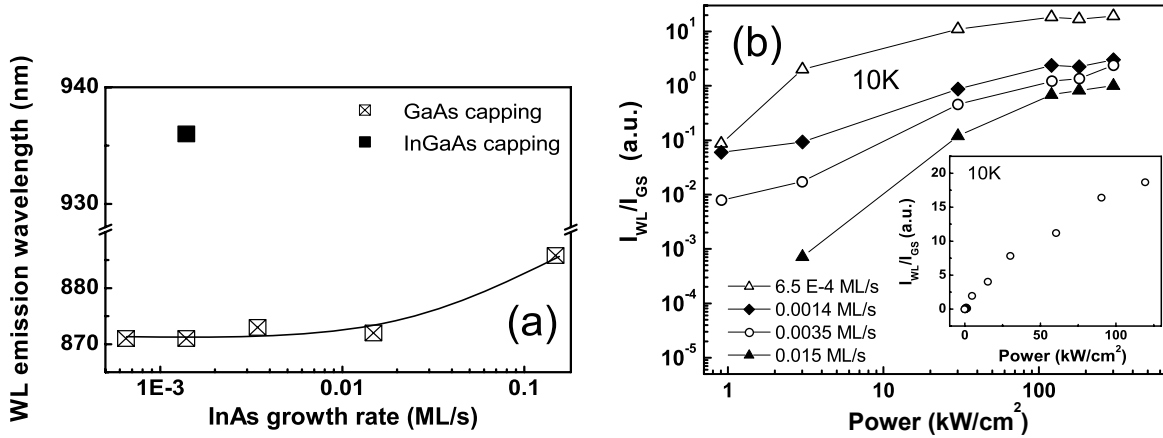 WL emission wavelength (nm)
940
930
880
870
GaAs capping
InGaAs capping
(a)
1E-3
0.01
0.1
InAs growth rate (ML/s)
I_WL/I_GS (a.u.)
10^1
10^0
10^-1
10^-2
10^-3
10^-4
10^-5
(b)
10K
6.5 E-4 ML/s
0.0014 ML/s
0.0035 ML/s
0.015 ML/s
1
10
100
Power (kW/cm^2)
10K
I_WL/I_GS (a.u.)
20
15
10
5
0
0
50
100
Power (kW/cm^2)